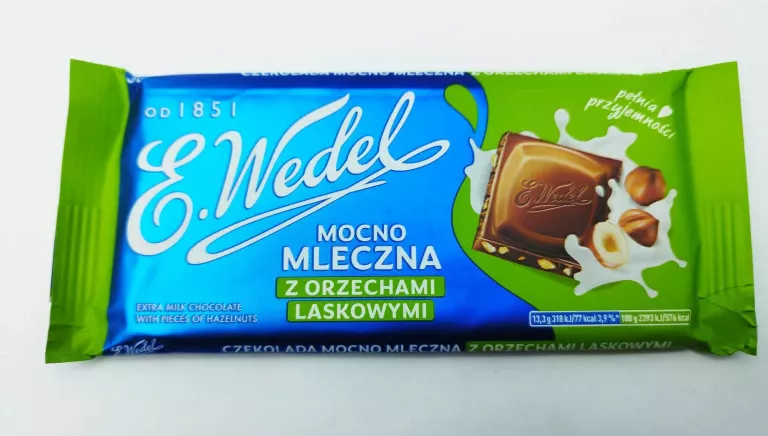 CZEKOLADA MOCNO MLECZNA Z ORZECHAMI
OD 1851
E.Wedel
MOCNO
MLECZNA
Z ORZECHAMI
LASKOWYMI
EXTRA MILK CHOCOLATE
WITH PIECES OF HAZELNUTS
pełnia
przyjemności
E.Wedel
13,3 g 318 kJ/77 kcal 3,9 %* 100 g 2393 kJ/576 kcal
E.Wedel
CZEKOLADA MOCNO MLECZNA Z ORZECHAMI LASKOWYMI